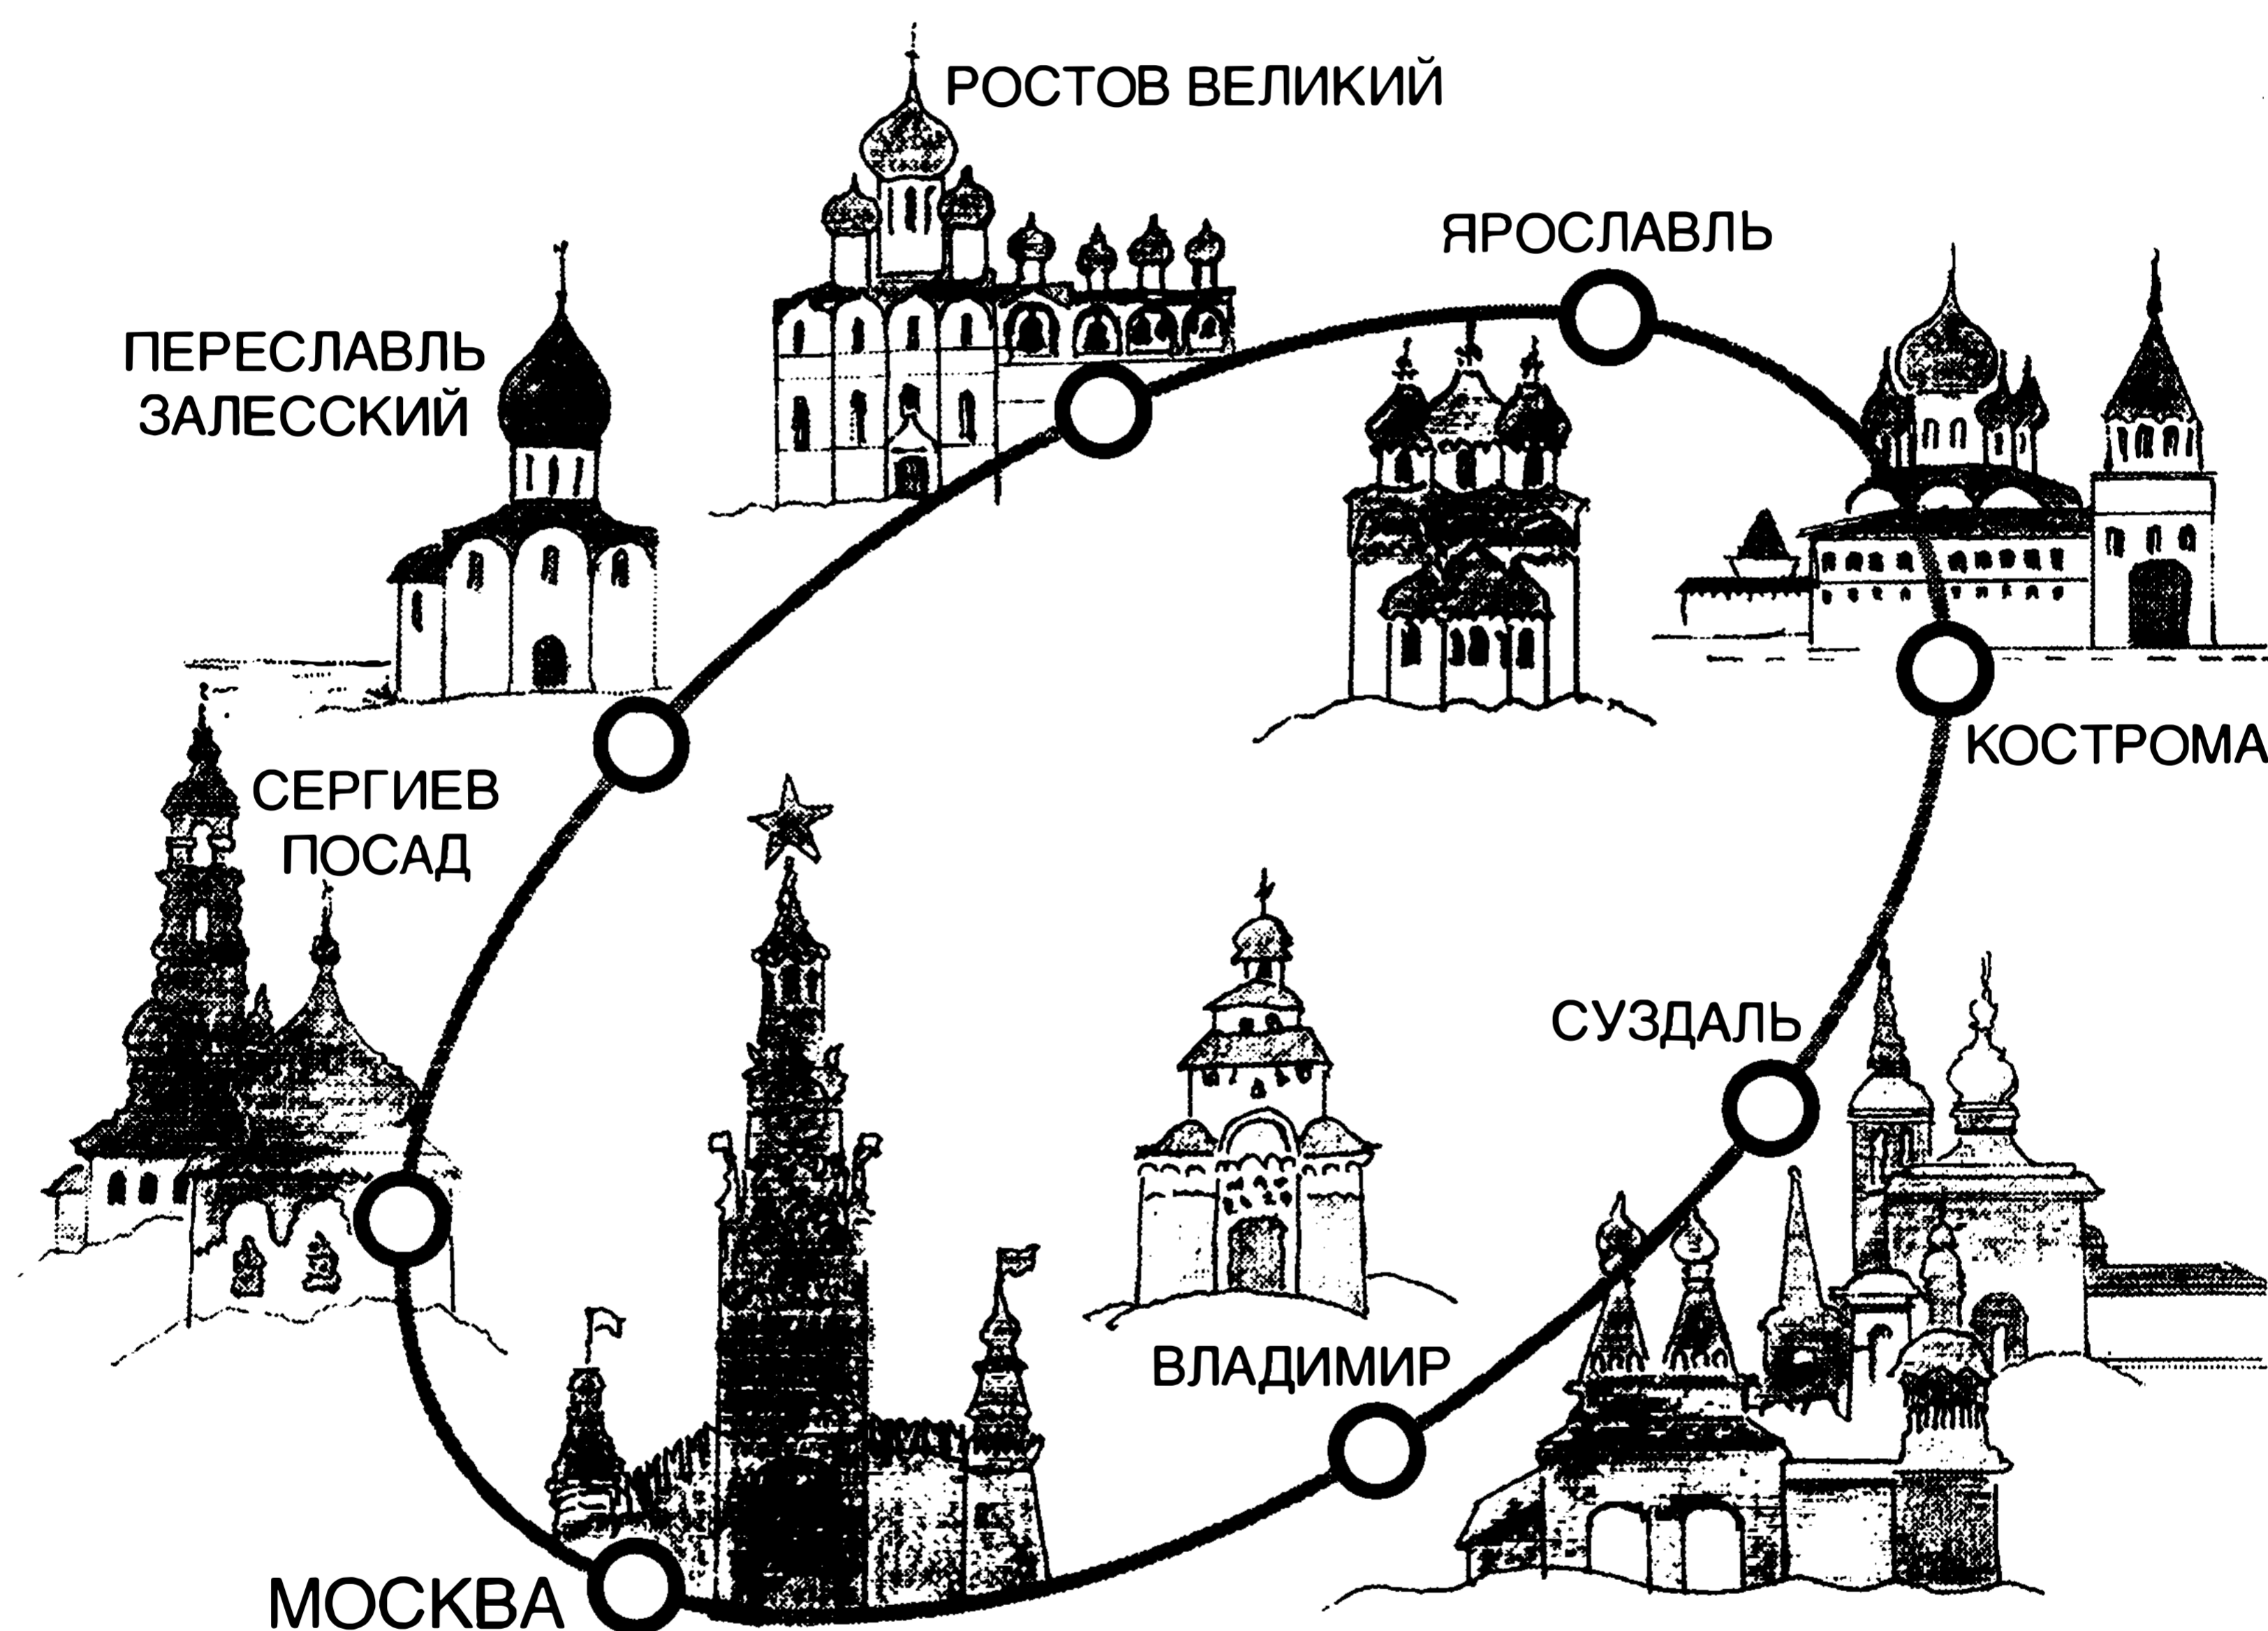 РОСТОВ ВЕЛИКИЙ
ЯРОСЛАВЛЬ
ПЕРЕСЛАВЛЬ
ЗАЛЕССКИЙ
КОСТРОМА
СЕРГИЕВ
ПОСАД
СУЗДАЛЬ
ВЛАДИМИР
МОСКВА